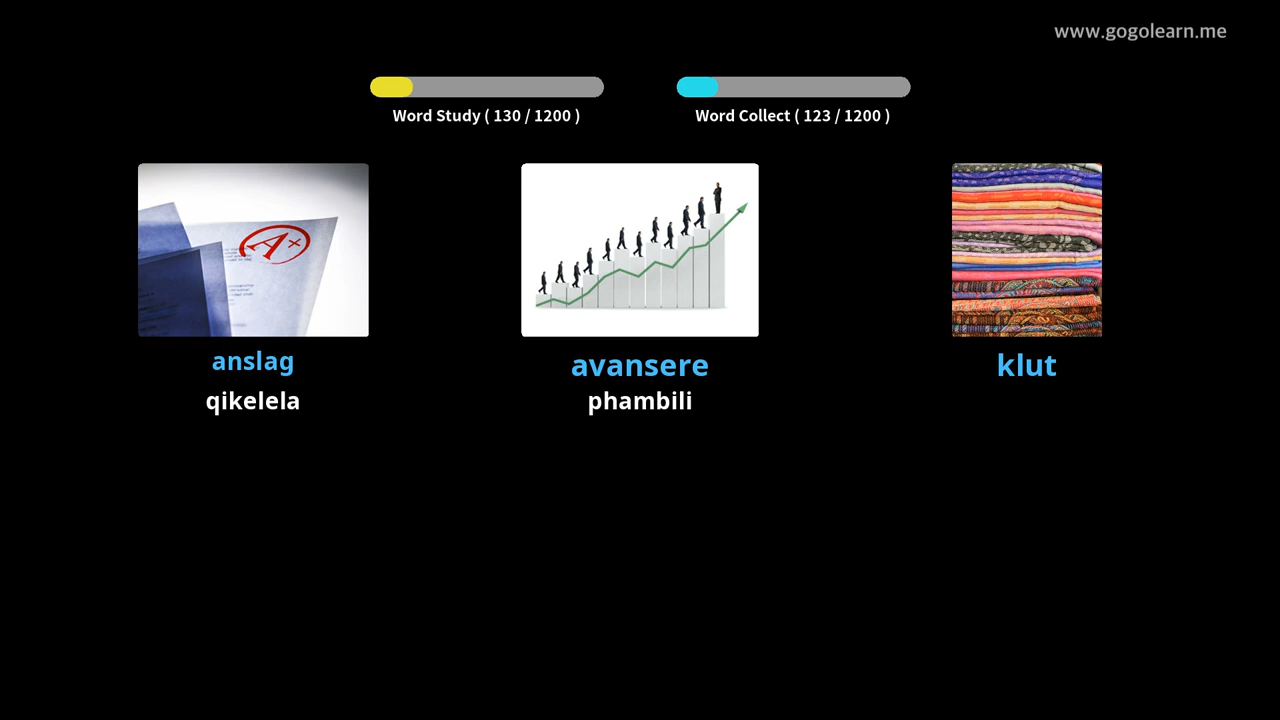 www.gogolearn.me
Word Study ( 130 / 1200 )
Word Collect ( 123 / 1200 )
A+
anslag
avansere
klut
qikelela
phambili